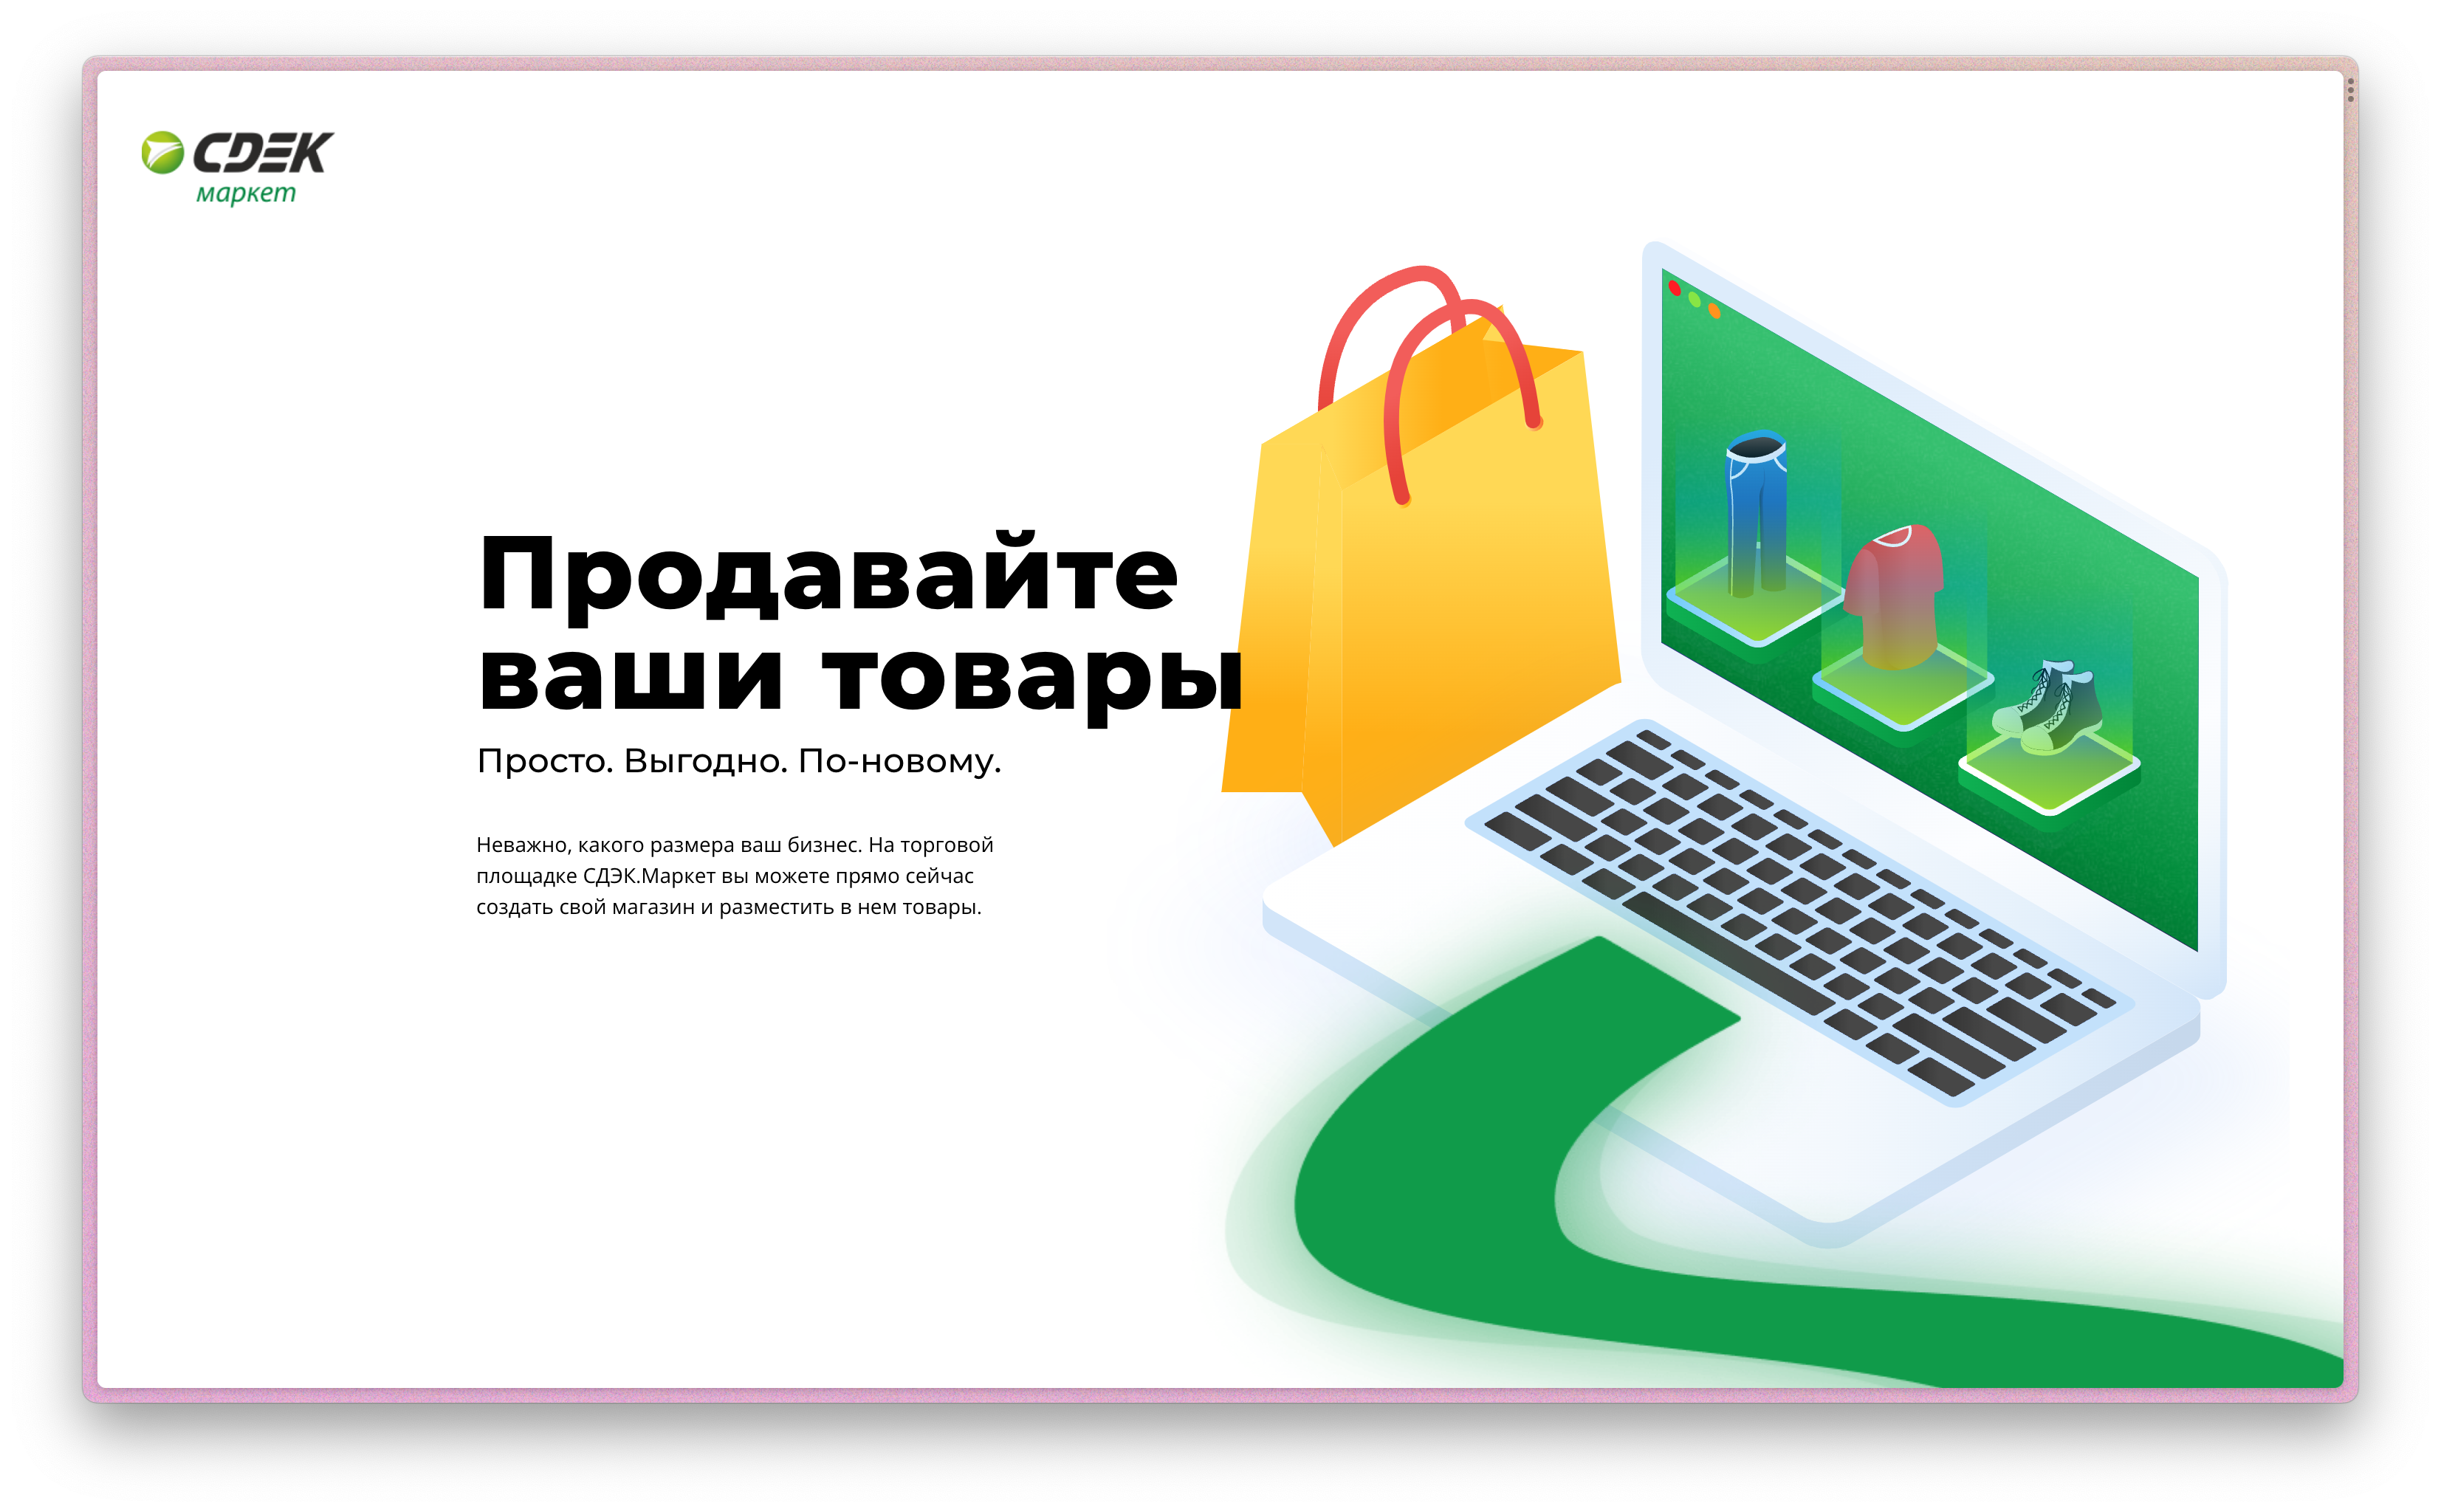 CDEK
маркет
Продавайте
ваши товары
Просто. Выгодно. По-новому.
Неважно, какого размера ваш бизнес. На торговой
площадке СДЭК.Маркет вы можете прямо сейчас
создать свой магазин и разместить в нем товары.